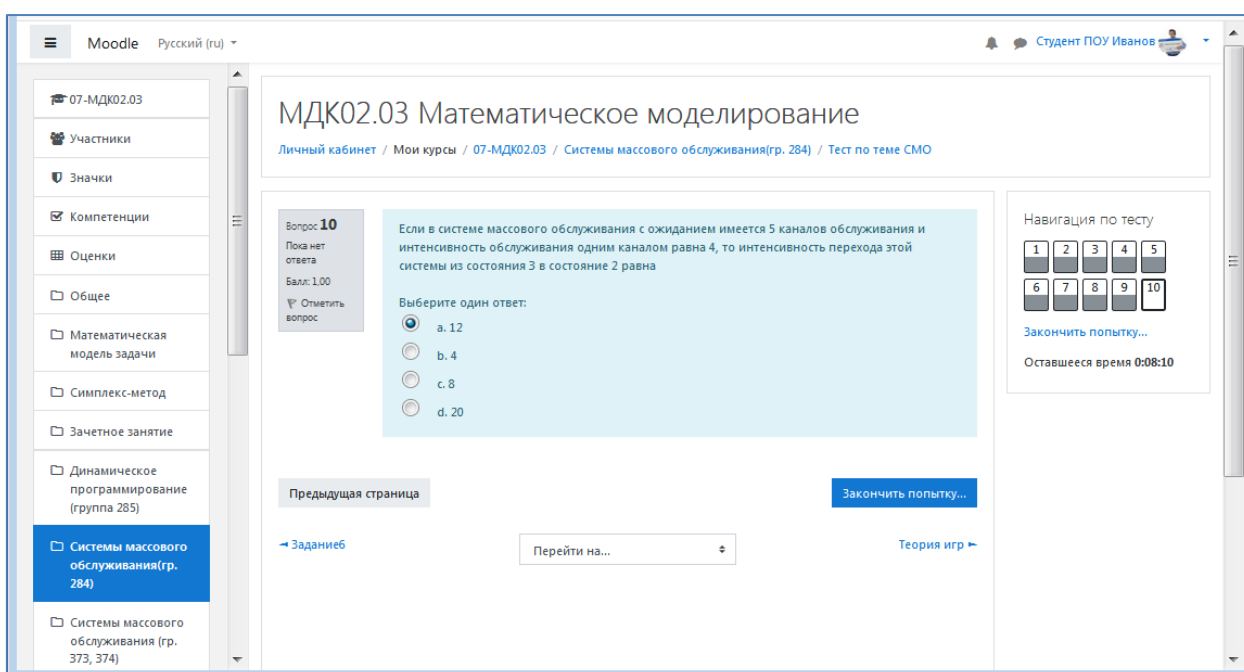 Moodle Русский (ru)
Студент ПОУ Иванов
07-МДК02.03
Участники
Значки
Компетенции
Оценки
Общее
Математическая
модель задачи
Симплекс-метод
Зачетное занятие
Динамическое
программирование
(группа 285)
Системы массового
обслуживания(гр.
284)
Системы массового
обслуживания (гр.
373, 374)
МДК02.03 Математическое моделирование
Личный кабинет / Мои курсы / 07-МДК02.03 / Системы массового обслуживания(гр. 284) / Тест по теме СМО
Вопрос 10
Пока нет
ответа
Балл: 1,00
Отметить
вопрос
Если в системе массового обслуживания с ожиданием имеется 5 каналов обслуживания и
интенсивность обслуживания одним каналом равна 4, то интенсивность перехода этой
системы из состояния 3 в состояние 2 равна
Выберите один ответ:
a. 12
b. 4
c. 8
d. 20
Предыдущая страница
Закончить попытку...
Задание6
Перейти на...
Теория игр
Навигация по тесту
1 2 3 4 5
6 7 8 9 10
Закончить попытку...
Оставшееся время 0:08:10